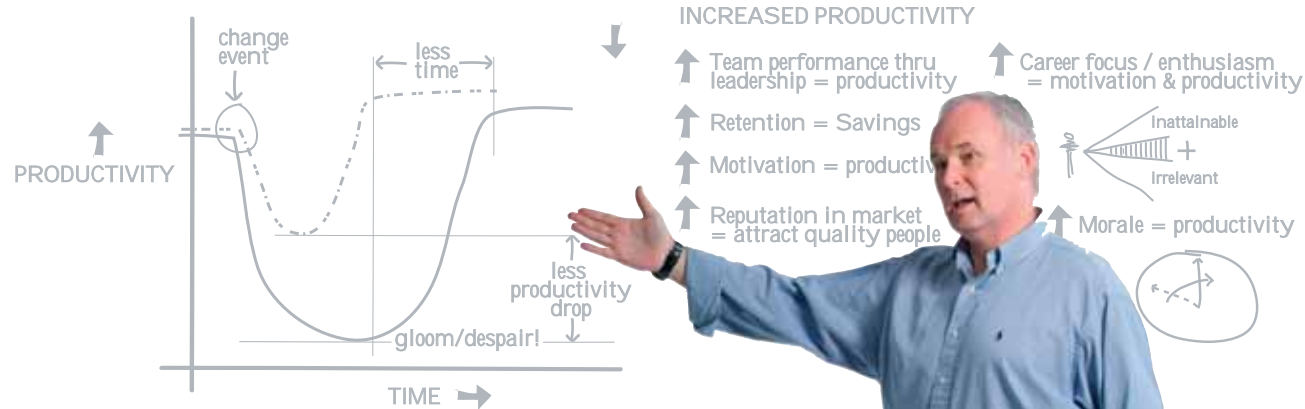 change
event
less
time
PRODUCTIVITY
less
productivity
drop
gloom/despair!
TIME
INCREASED PRODUCTIVITY
Team performance thru
leadership = productivity
Retention = Savings
Motivation = productiv
Reputation in market
= attract quality people
Career focus / enthusiasm
= motivation & productivity
Inattainable
+
Irrelevant
Morale = productivity